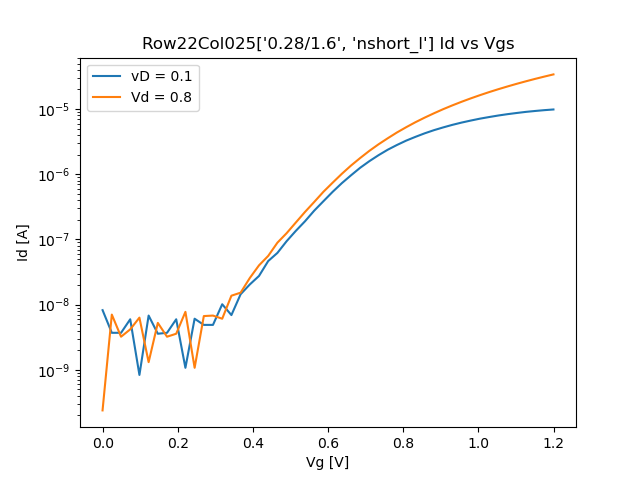 Row22Col025['0.28/1.6', 'nshort_l'] Id vs Vgs
vD = 0.1
Vd = 0.8
10⁻⁵
10⁻⁶
10⁻⁷
10⁻⁸
10⁻⁹
Id [A]
0.0 0.2 0.4 0.6 0.8 1.0 1.2
Vg [V]